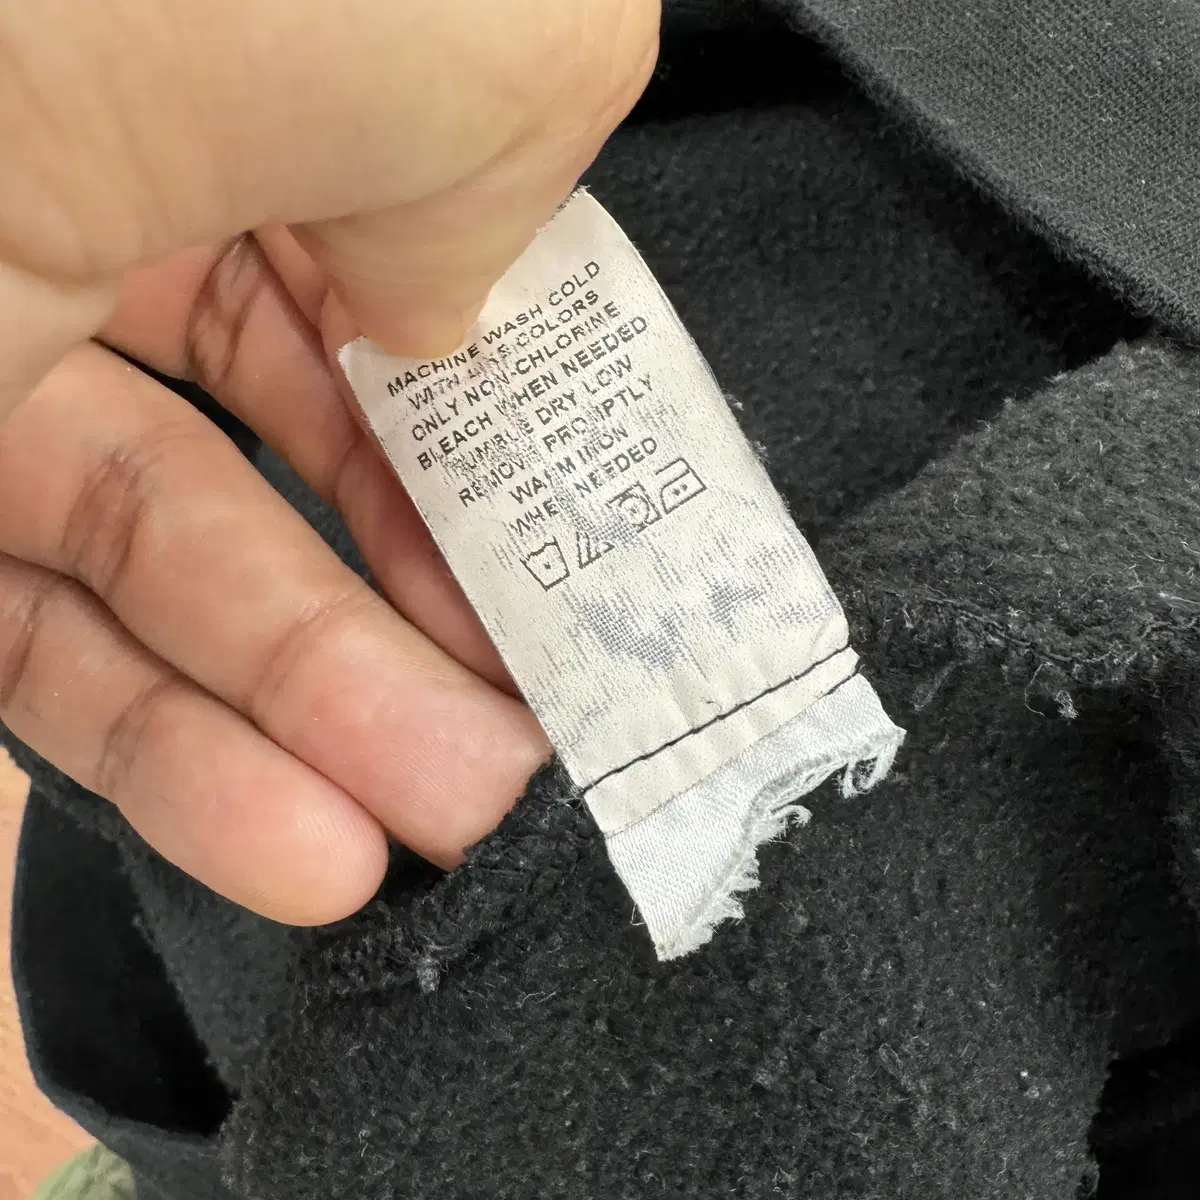 MACHINE WASH COLD
WITH LIKE COLORS
ONLY NON-CHLORINE
BLEACH WHEN NEEDED
TUMBLE DRY LOW
REMOVE PROMPTLY
WARM IRON
WHEN NEEDED